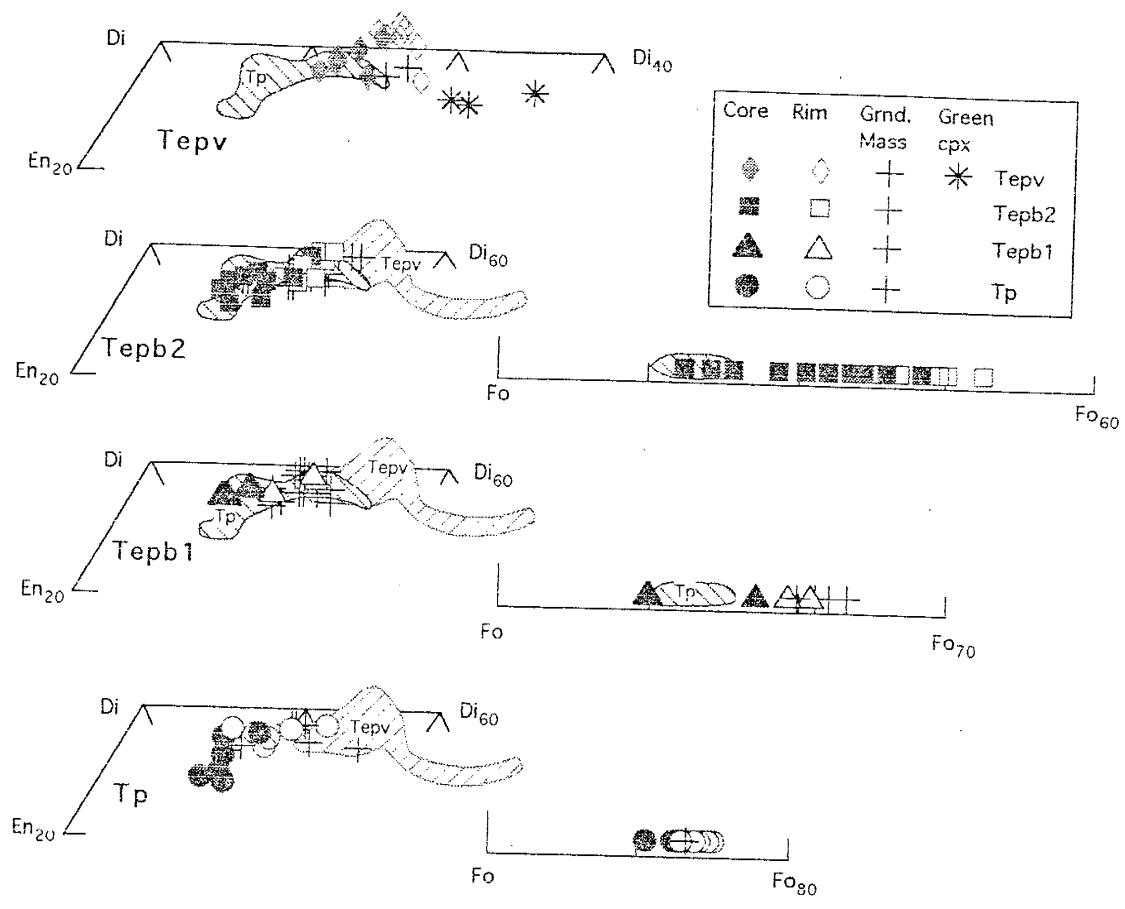 Di
Di40
Tp
Tepv
En20
Core Rim Grnd. Mass Green cpx
Tepv
Tepb2
Tepb1
Tp
Di
Di60
Tepv
Tepb2
En20
Fo
Fo60
Di
Di60
Tepv
Tp
Tepb1
En20
Tp
Fo
Fo70
Di
Di60
Tepv
Tp
En20
Fo
Fo80